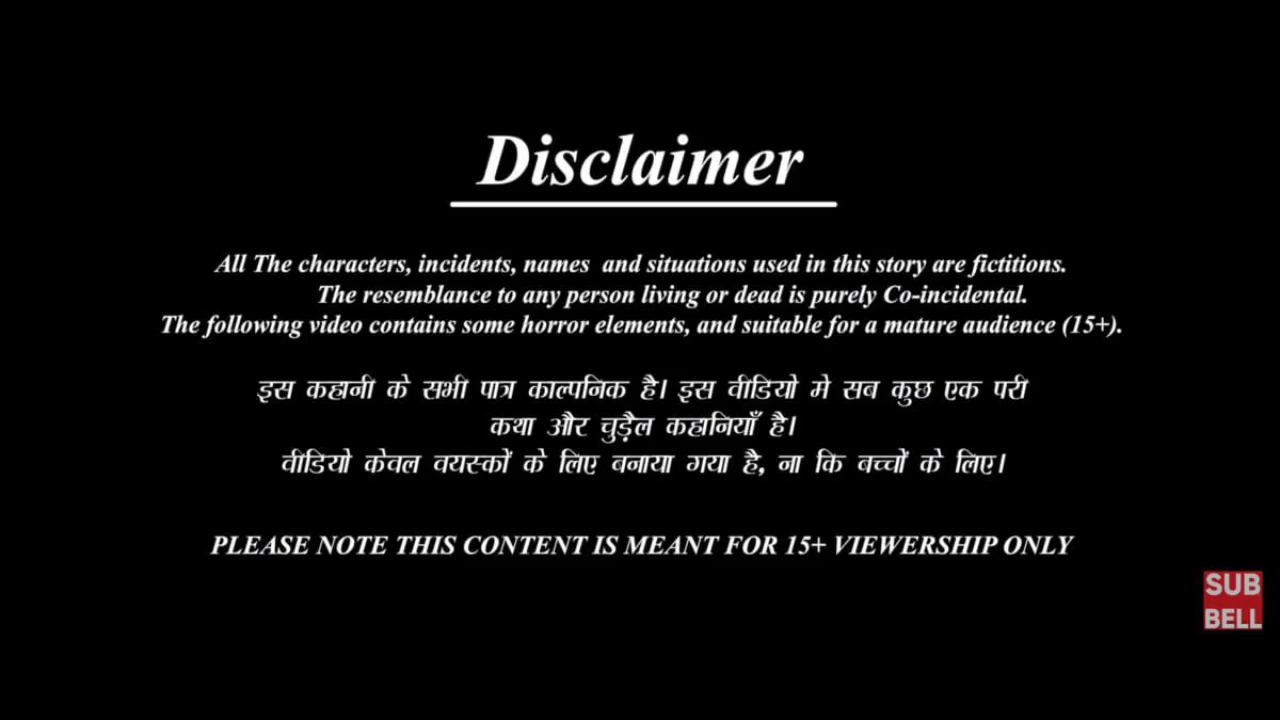 Disclaimer
All The characters, incidents, names and situations used in this story are fictitions.
The resemblance to any person living or dead is purely Co-incidental.
The following video contains some horror elements, and suitable for a mature audience (15+).
इस कहानी के सभी पात्र काल्पनिक है। इस वीडियो मे सब कुछ एक परी
कथा और चुड़ैल कहानियाँ है।
वीडियो केवल वयस्कों के लिए बनाया गया है, ना कि बच्चों के लिए।
PLEASE NOTE THIS CONTENT IS MEANT FOR 15+ VIEWERSHIP ONLY
SUB
BELL